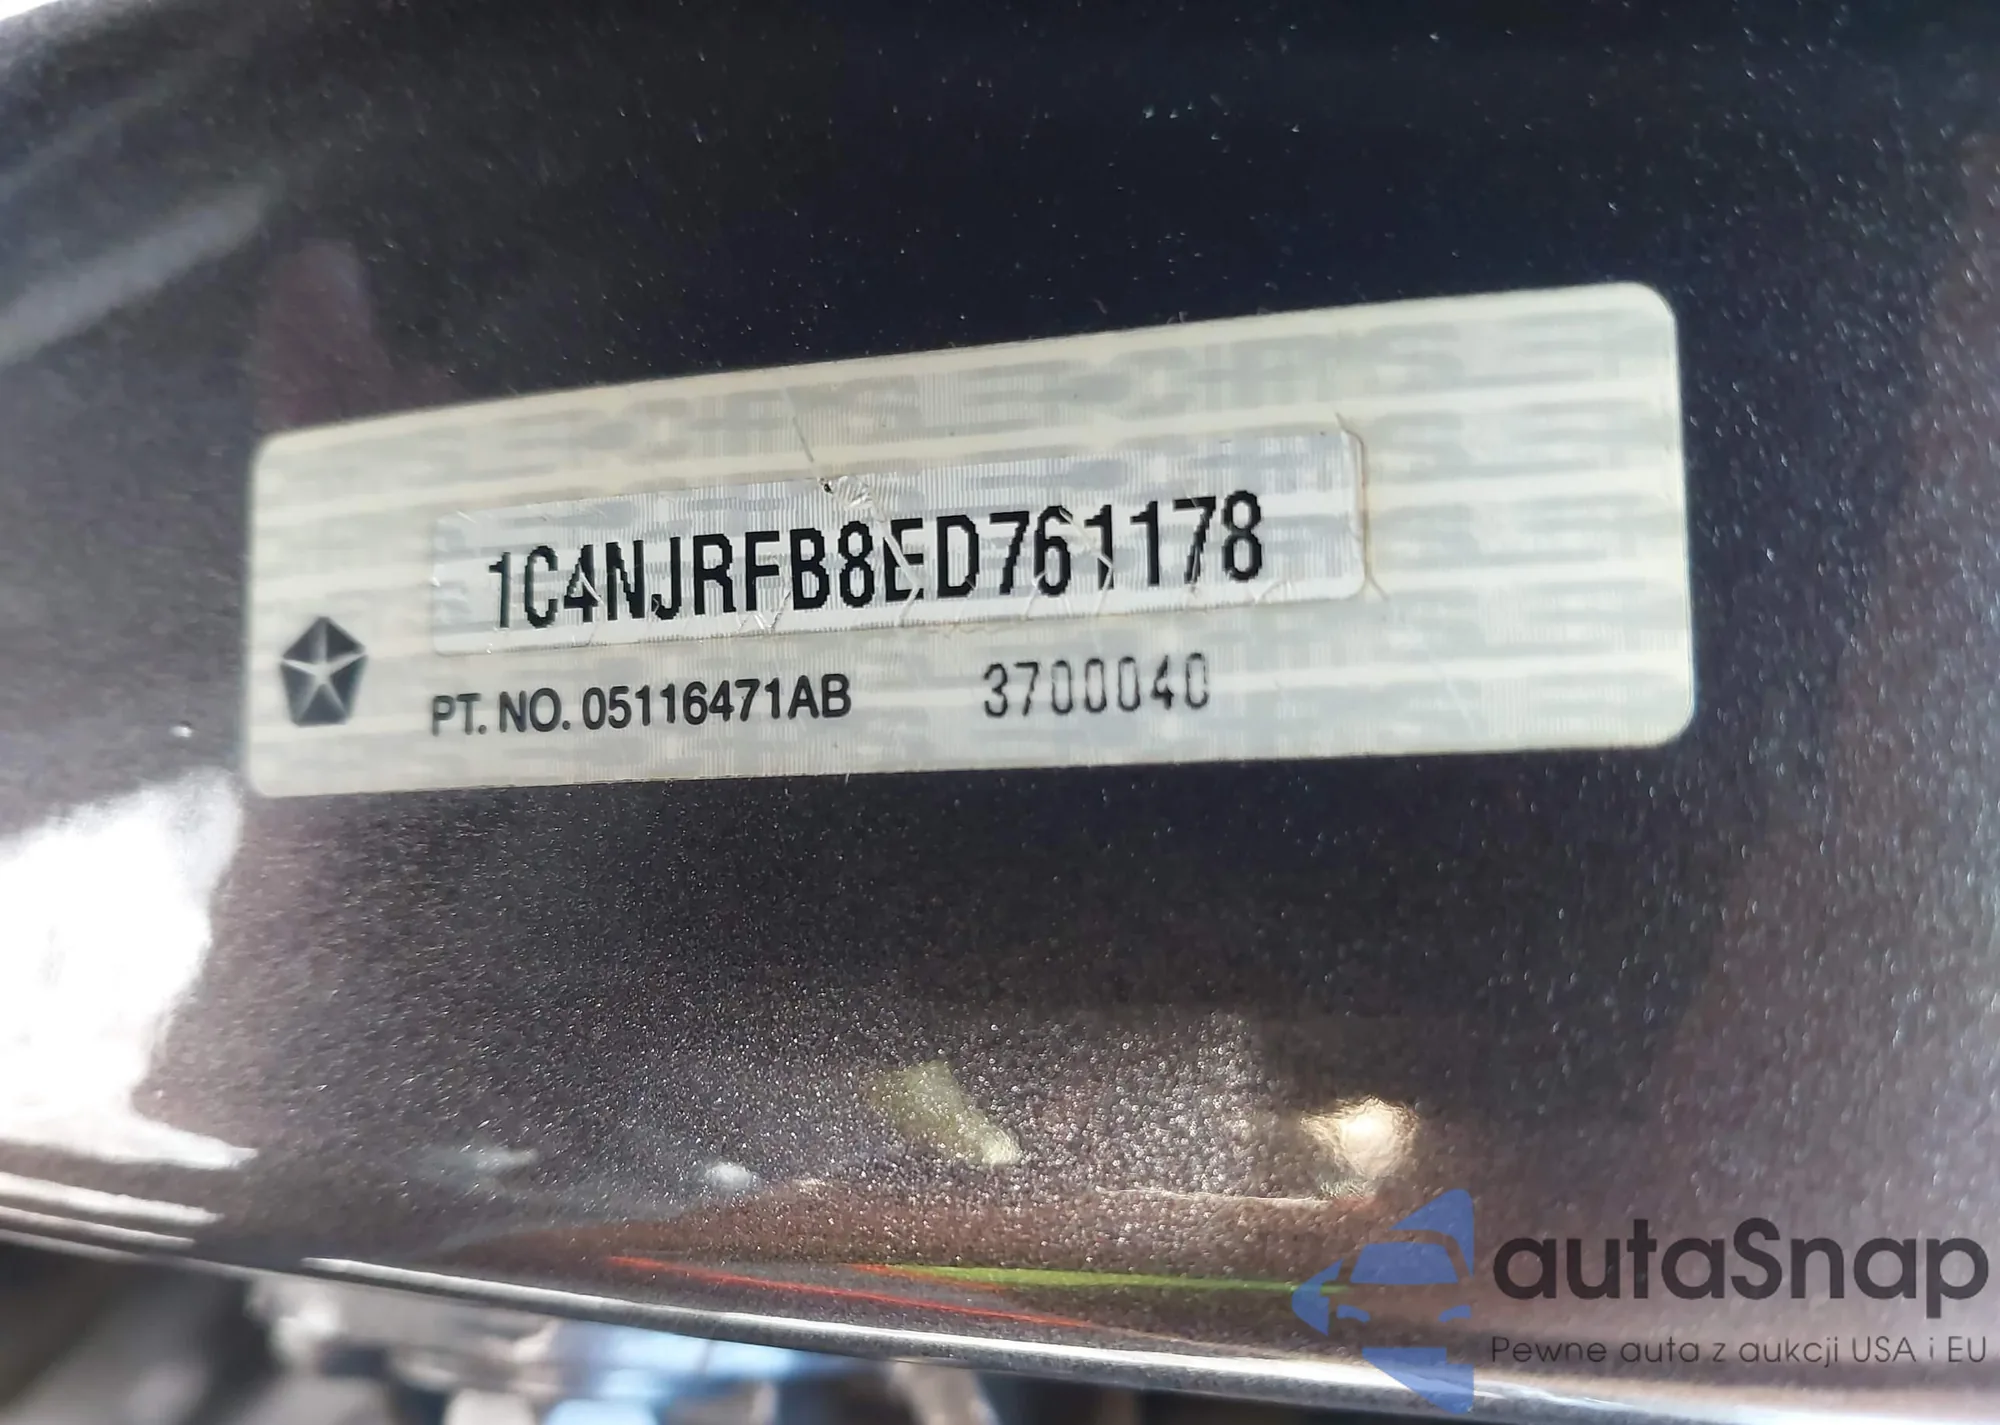 1C4NJRFB8ED761178
PT. NO. 05116471AB 3700040
autaSnap
Pewne auta z aukcji USA i EU